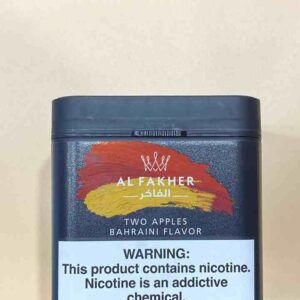 AL FAKHER
الفاخر
TWO APPLES
BAHRAINI FLAVOR
WARNING:
This product contains nicotine.
Nicotine is an addictive
chemical.